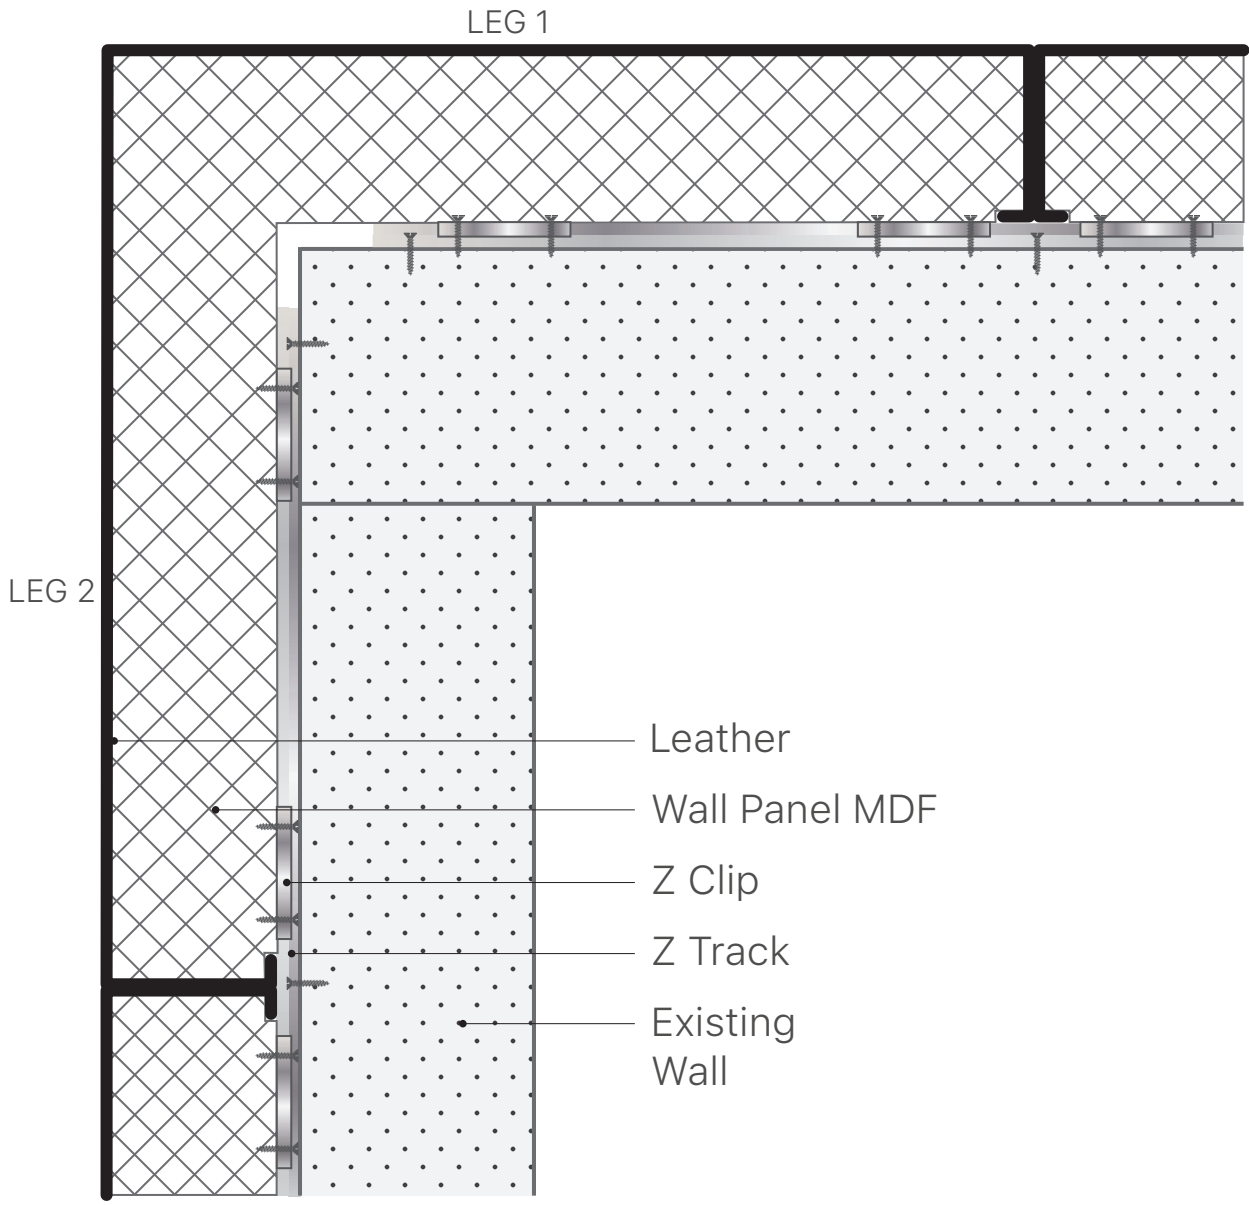 LEG 1
LEG 2
Leather
Wall Panel MDF
Z Clip
Z Track
Existing
Wall